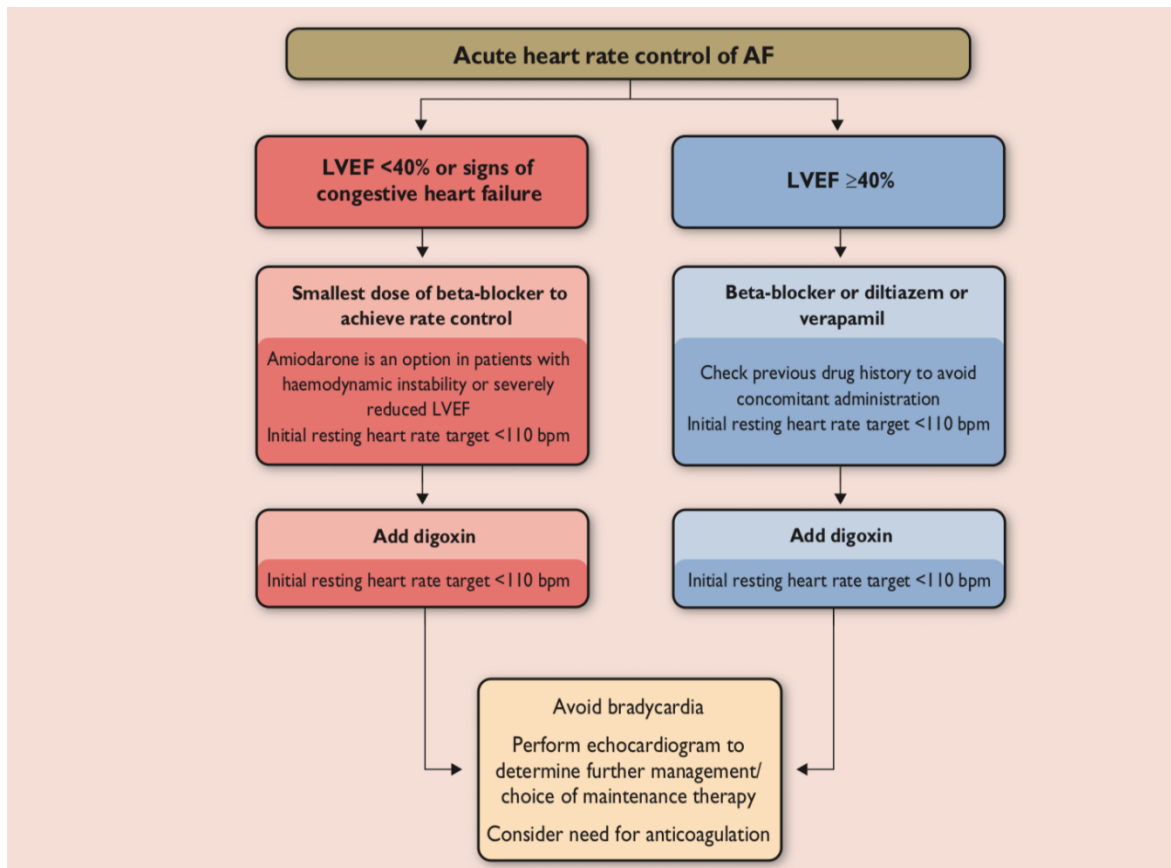 Acute heart rate control of AF
LVEF <40% or signs of
congestive heart failure
LVEF ≥40%
Smallest dose of beta-blocker to
achieve rate control
Amiodarone is an option in patients with
haemodynamic instability or severely
reduced LVEF
Initial resting heart rate target <110 bpm
Beta-blocker or diltiazem or
verapamil
Check previous drug history to avoid
concomitant administration
Initial resting heart rate target <110 bpm
Add digoxin
Initial resting heart rate target <110 bpm
Add digoxin
Initial resting heart rate target <110 bpm
Avoid bradycardia
Perform echocardiogram to
determine further management/
choice of maintenance therapy
Consider need for anticoagulation